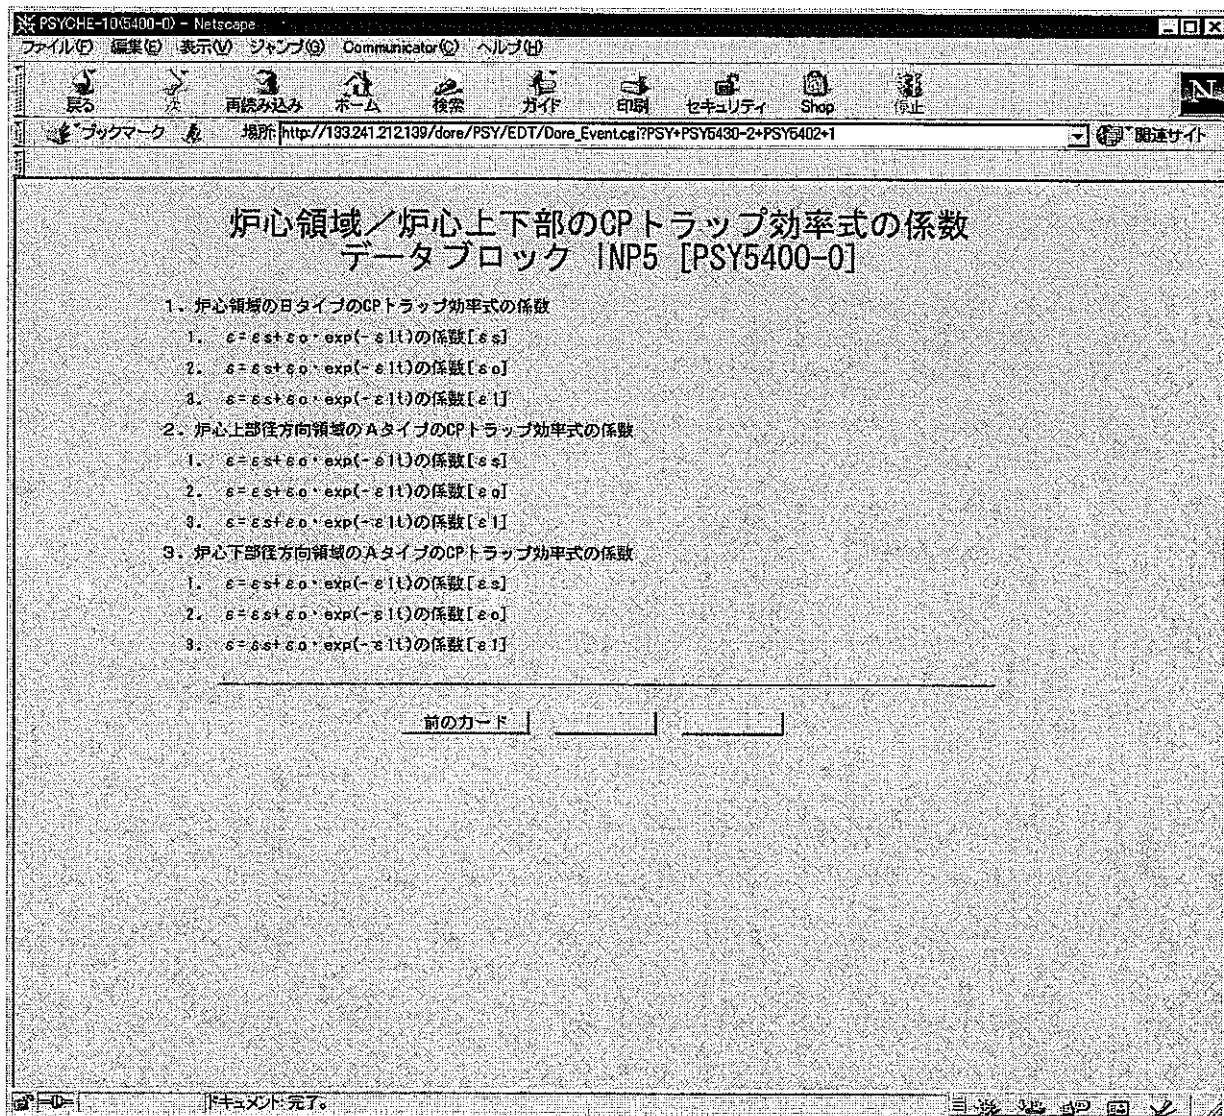 PSYCHE-10(5400-0) - Netscape
ファイル(F) 編集(E) 表示(V) ジャンプ(G) Communicator(C) ヘルプ(H)
戻る 次 再読み込み ホーム 検索 ガイド 印刷 セキュリティ Shop 停止
N
ブックマーク 場所: http://133.241.212.139/dore/PSY/EDT/Dore_Event.cgi?PSY+PSY5430-2+PSY5402+1 関連サイト
炉心領域／炉心上下部のCPトラップ効率式の係数
データブロック INP5 [PSY5400-0]
1. 炉心領域のBタイプのCPトラップ効率式の係数
1. ε=εs+εo・exp(-ε1t)の係数[εs]
2. ε=εs+εo・exp(-ε1t)の係数[εo]
3. ε=εs+εo・exp(-ε1t)の係数[ε1]
2. 炉心上部径方向領域のAタイプのCPトラップ効率式の係数
1. ε=εs+εo・exp(-ε1t)の係数[εs]
2. ε=εs+εo・exp(-ε1t)の係数[εo]
3. ε=εs+εo・exp(-ε1t)の係数[ε1]
3. 炉心下部径方向領域のAタイプのCPトラップ効率式の係数
1. ε=εs+εo・exp(-ε1t)の係数[εs]
2. ε=εs+εo・exp(-ε1t)の係数[εo]
3. ε=εs+εo・exp(-ε1t)の係数[ε1]
前のカード
ドキュメント: 完了。